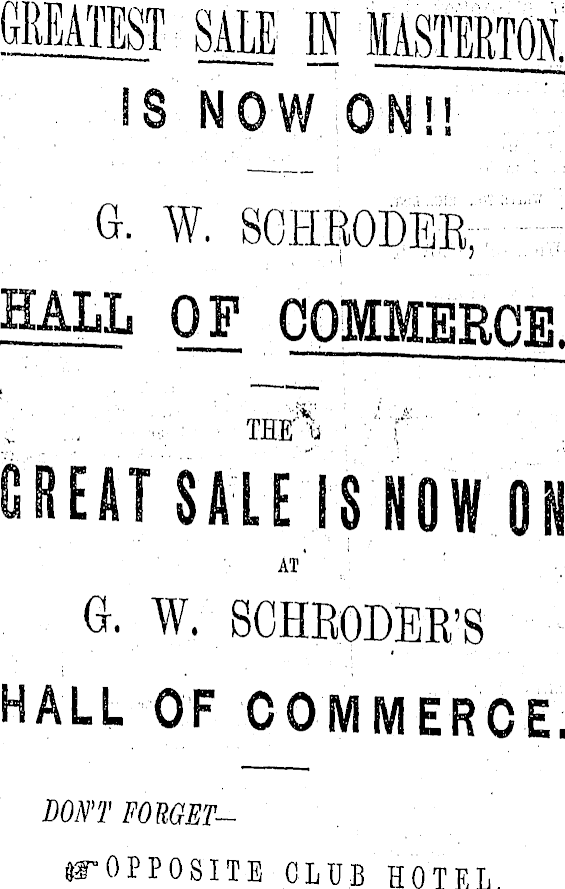 GREATEST SALE IN MASTERTON.
IS NOW ON!!
G. W. SCHRODER,
HALL OF COMMERCE.
THE
GREAT SALE IS NOW ON
AT
G. W. SCHRODER'S
HALL OF COMMERCE.
DON'T FORGET—
☞OPPOSITE CLUB HOTEL.